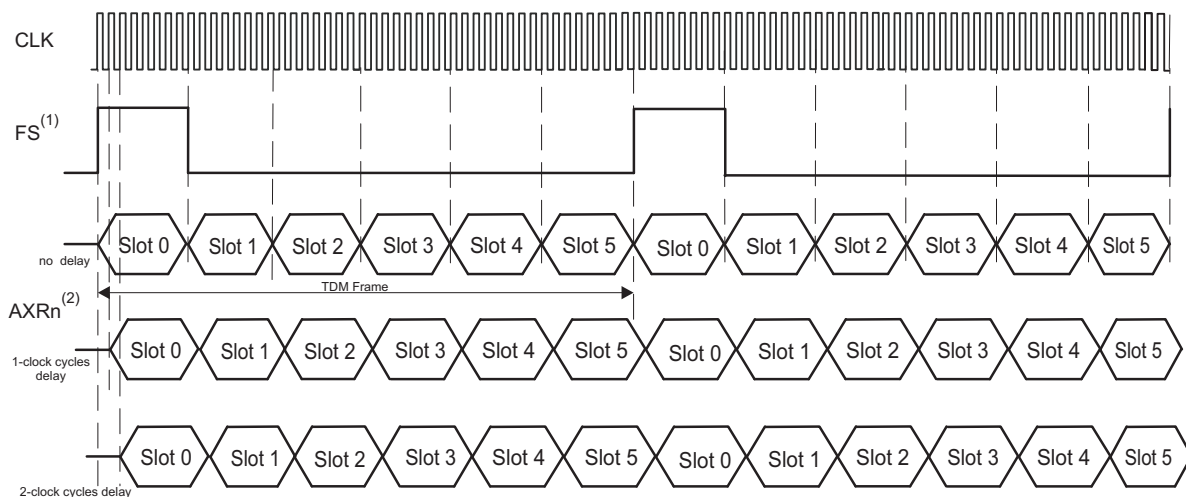 CLK
FS(1)
Slot 0 Slot 1 Slot 2 Slot 3 Slot 4 Slot 5 Slot 0 Slot 1 Slot 2 Slot 3 Slot 4 Slot 5
no delay
TDM Frame
AXRn(2)
Slot 0 Slot 1 Slot 2 Slot 3 Slot 4 Slot 5 Slot 0 Slot 1 Slot 2 Slot 3 Slot 4 Slot 5
1-clock cycles
delay
Slot 0 Slot 1 Slot 2 Slot 3 Slot 4 Slot 5 Slot 0 Slot 1 Slot 2 Slot 3 Slot 4 Slot 5
2-clock cycles delay